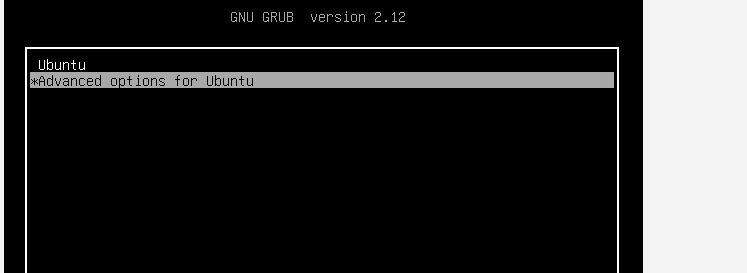 GNU GRUB  version 2.12
Ubuntu
*Advanced options for Ubuntu